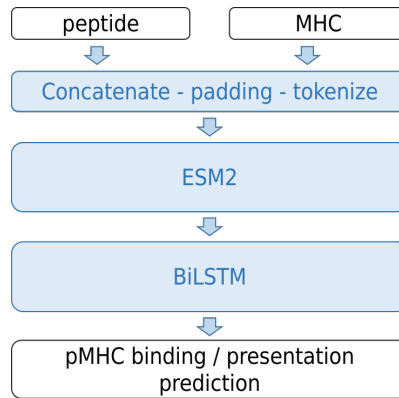 peptide
MHC
Concatenate - padding - tokenize
ESM2
BiLSTM
pMHC binding / presentation
prediction